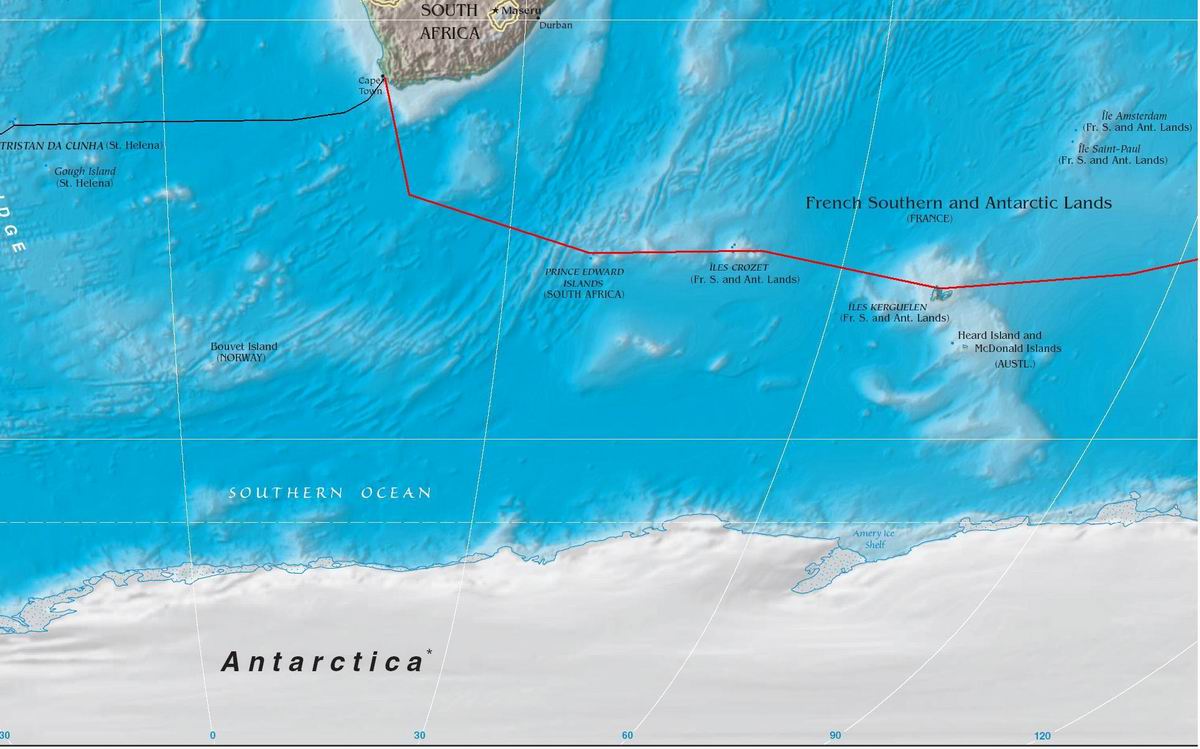 SOUTH
AFRICA
Maseru
Durban
Cape
Town
Île Amsterdam
(Fr. S. and Ant. Lands)
Île Saint-Paul
(Fr. S. and Ant. Lands)
TRISTAN DA CUNHA (St. Helena)
Gough Island
(St. Helena)
French Southern and Antarctic Lands
(FRANCE)
IDGE
PRINCE EDWARD
ISLANDS
(SOUTH AFRICA)
ÎLES CROZET
(Fr. S. and Ant. Lands)
ÎLES KERGUELEN
(Fr. S. and Ant. Lands)
Heard Island and
McDonald Islands
(AUSTL.)
Bouvet Island
(NORWAY)
SOUTHERN OCEAN
Amery Ice
Shelf
Antarctica*
30 0 30 60 90 120